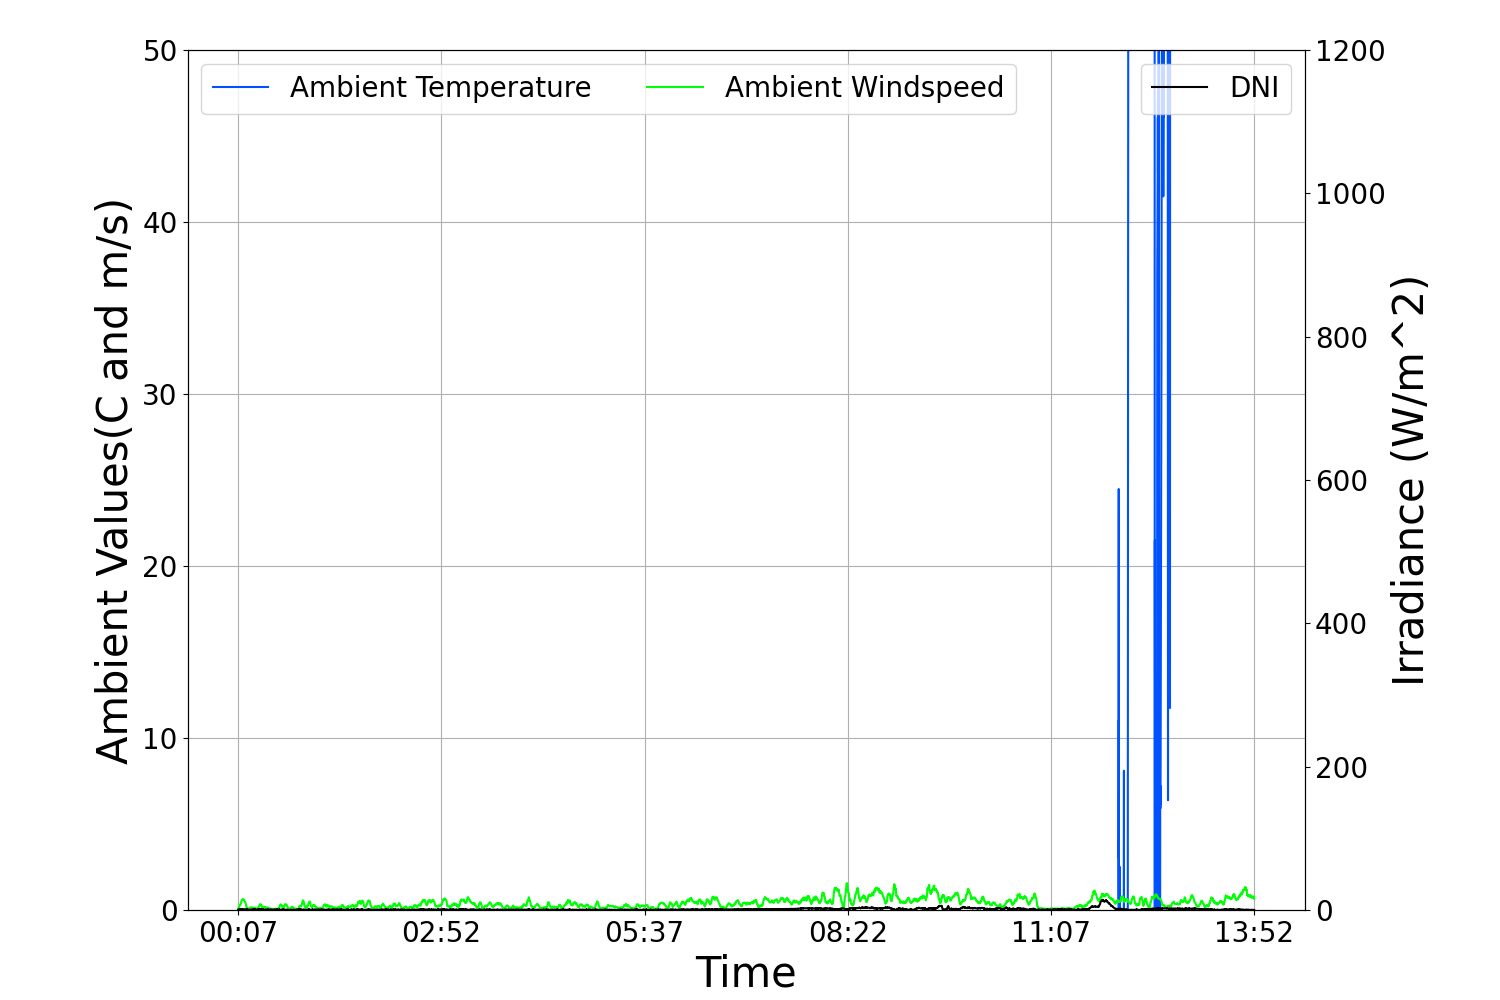 Ambient Temperature
Ambient Windspeed
DNI
50
40
30
20
10
0
1200
1000
800
600
400
200
0
Ambient Values(C and m/s)
Irradiance (W/m^2)
00:07 02:52 05:37 08:22 11:07 13:52
Time